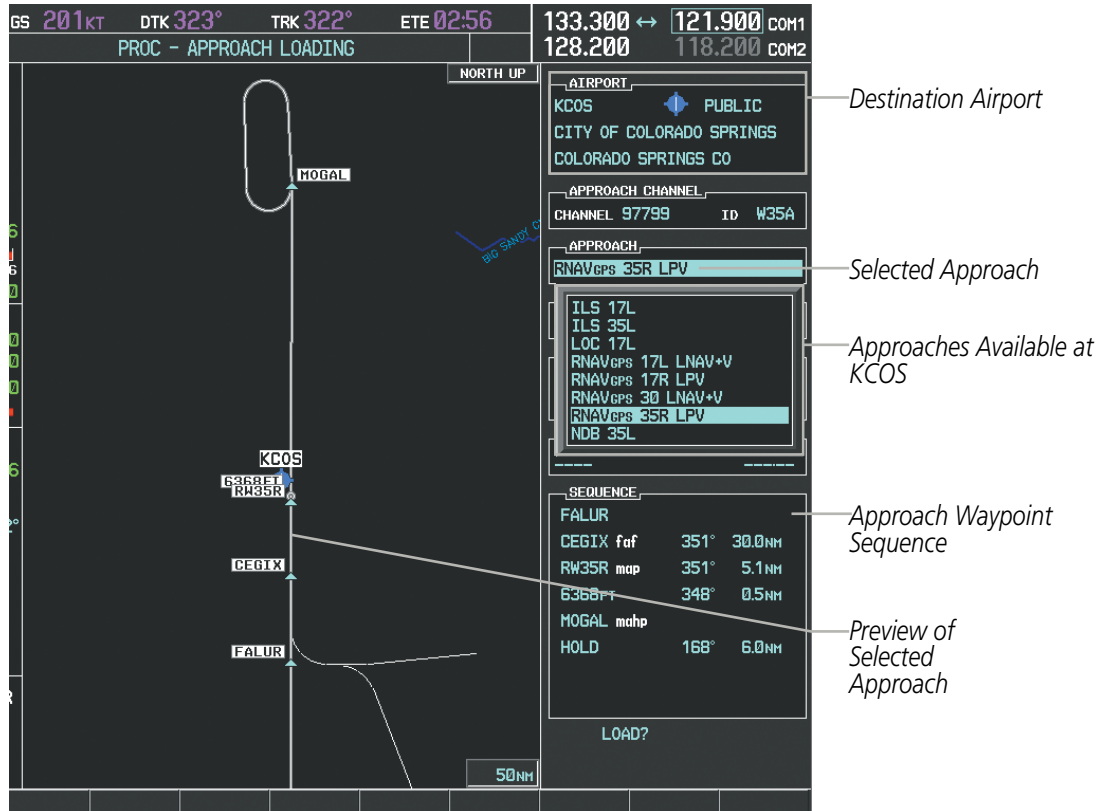 GS 201KT DTK 323° TRK 322° ETE 02:56
133.300 ↔ 121.900 COM1
128.200 118.200 COM2
PROC – APPROACH LOADING
NORTH UP
MOGAL
BIG SANDY
KCOS
6368FT
RW35R
CEGIX
FALUR
50NM
AIRPORT
KCOS PUBLIC
CITY OF COLORADO SPRINGS
COLORADO SPRINGS CO
APPROACH CHANNEL
CHANNEL 97799 ID W35A
APPROACH
RNAVGPS 35R LPV
ILS 17L
ILS 35L
LOC 17L
RNAVGPS 17L LNAV+V
RNAVGPS 17R LPV
RNAVGPS 30 LNAV+V
RNAVGPS 35R LPV
NDB 35L
____ ___.__
SEQUENCE
FALUR
CEGIX faf 351° 30.0NM
RW35R map 351° 5.1NM
6368FT 348° 0.5NM
MOGAL mahp
HOLD 168° 6.0NM
LOAD?
Destination Airport
Selected Approach
Approaches Available at
KCOS
Approach Waypoint
Sequence
Preview of
Selected
Approach